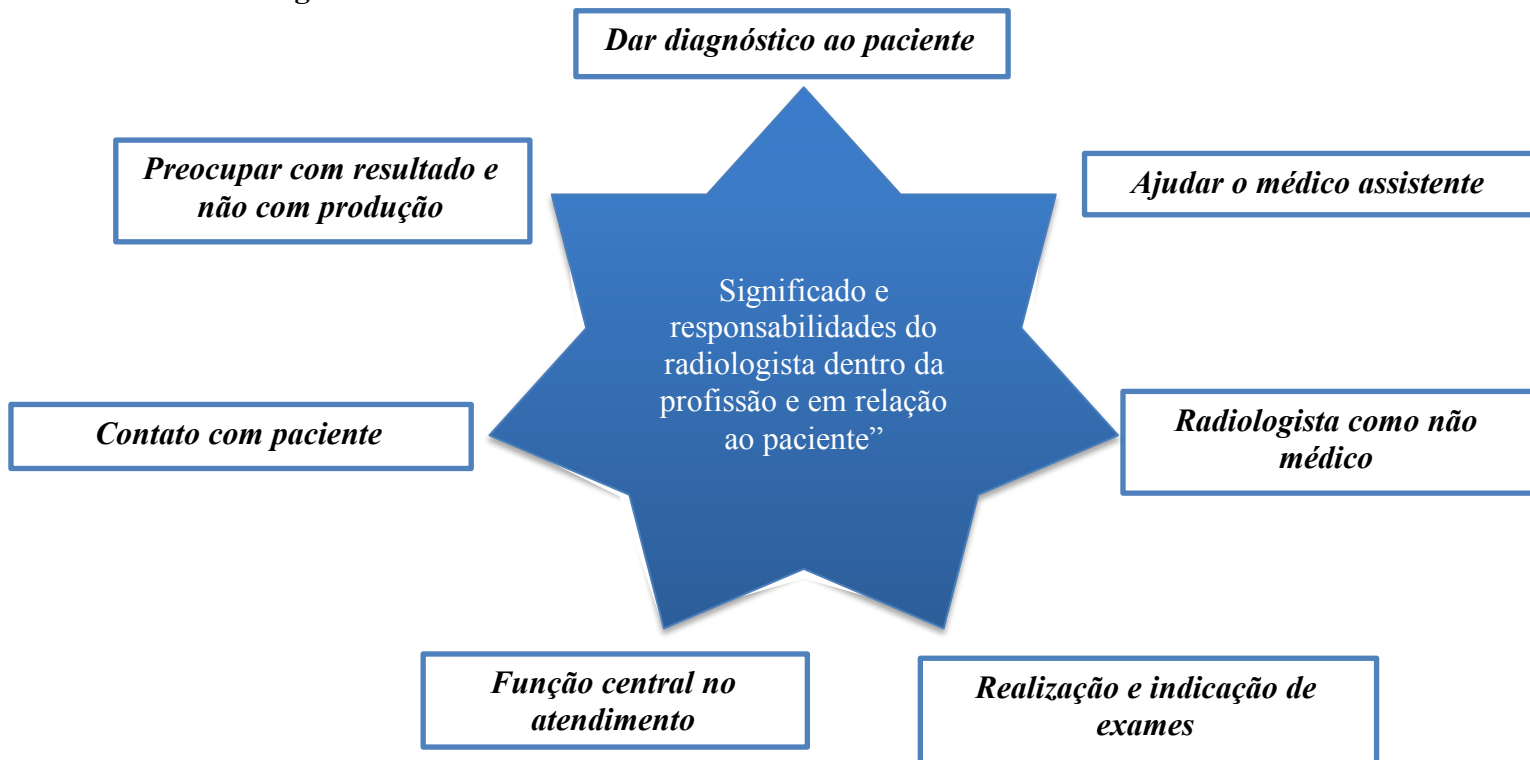 Dar diagnóstico ao paciente
Preocupar com resultado e
não com produção
Ajudar o médico assistente
Significado e
responsabilidades do
radiologista dentro da
profissão e em relação
ao paciente”
Contato com paciente
Radiologista como não
médico
Função central no
atendimento
Realização e indicação de
exames